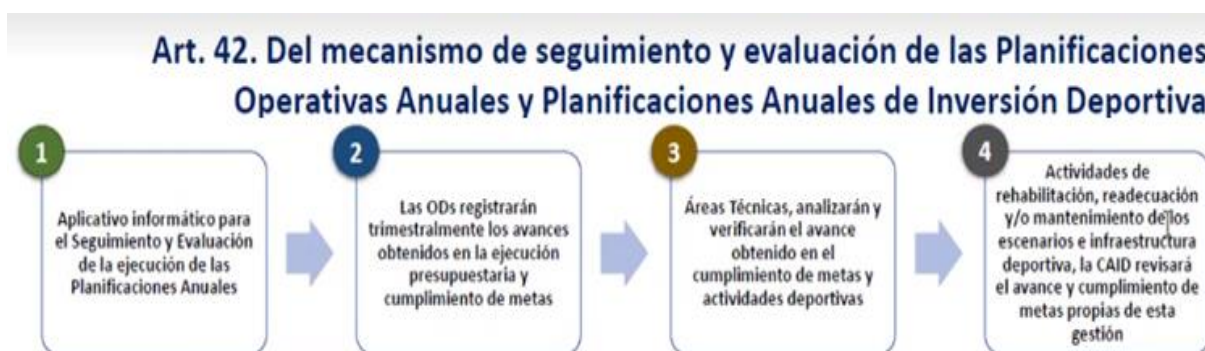 Art. 42. Del mecanismo de seguimiento y evaluación de las Planificaciones
Operativas Anuales y Planificaciones Anuales de Inversión Deportiva
1
Aplicativo informático para
el Seguimiento y Evaluación
de la ejecución de las
Planificaciones Anuales
2
Las ODs registrarán
trimestralmente los avances
obtenidos en la ejecución
presupuestaria y
cumplimiento de metas
3
Áreas Técnicas, analizarán y
verificarán el avance
obtenido en el
cumplimiento de metas y
actividades deportivas
4
Actividades de
rehabilitación, readecuación
y/o mantenimiento de los
escenarios e infraestructura
deportiva, la CAID revisará
el avance y cumplimiento de
metas propias de esta
gestión